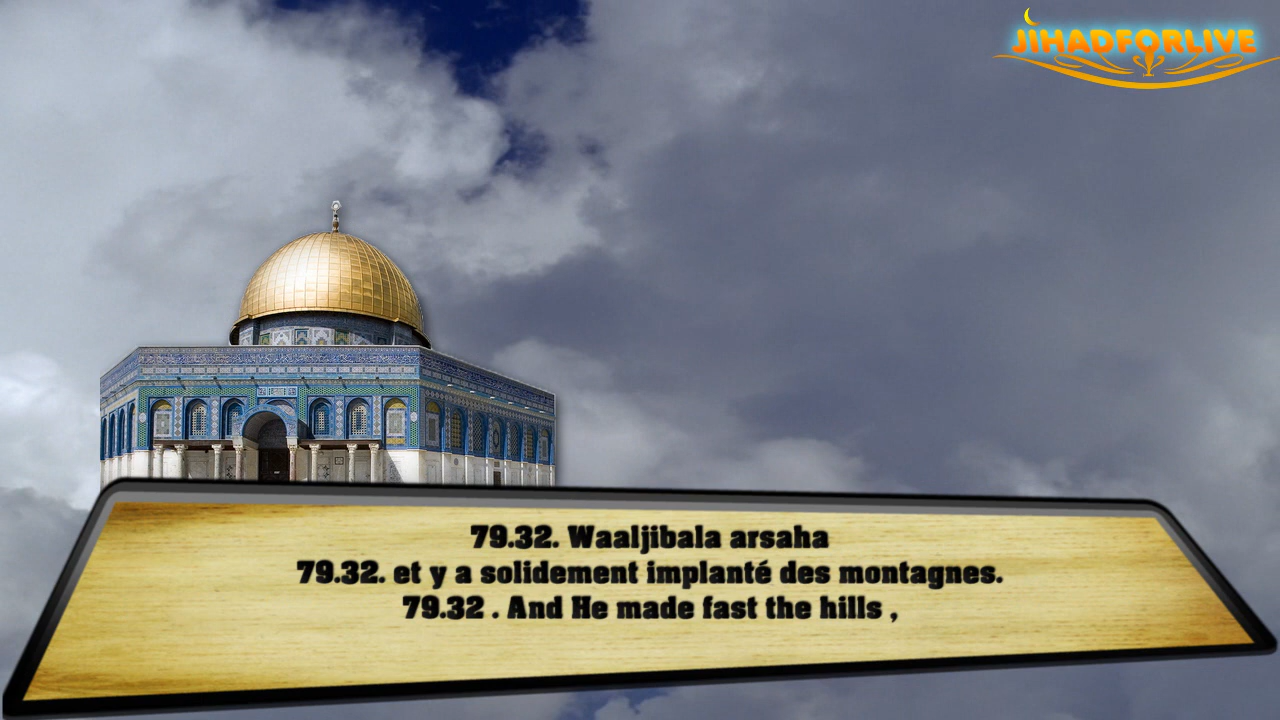 JIHADFORLIVE
79.32. Waaljibala arsaha
79.32. et y a solidement implanté des montagnes.
79.32 . And He made fast the hills ,